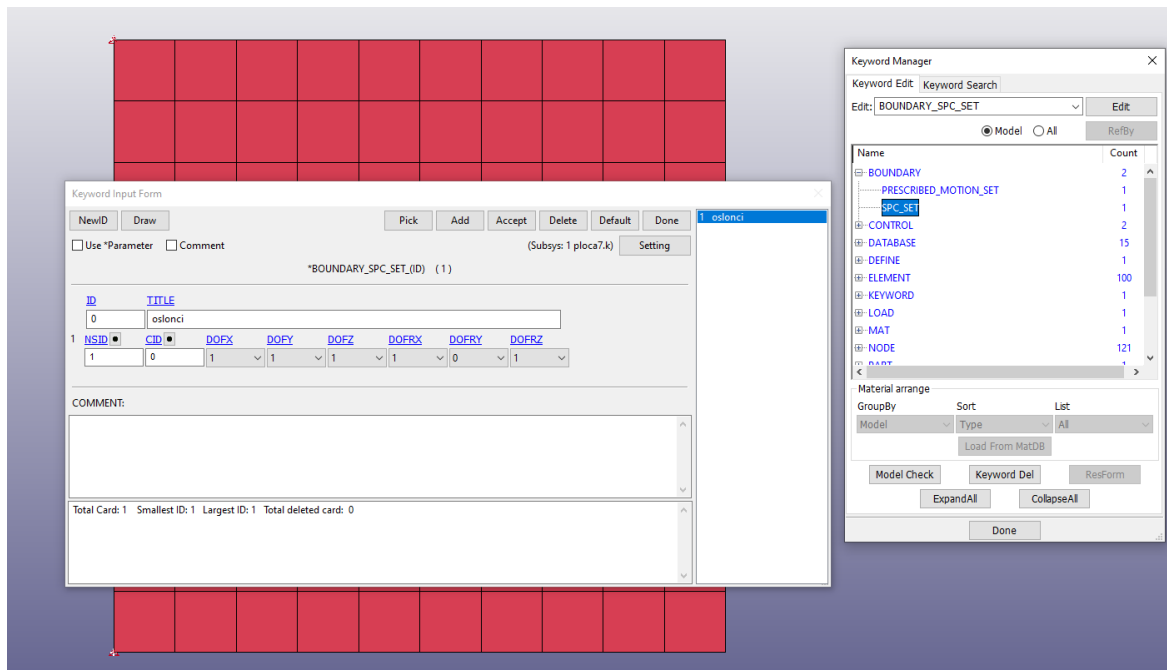 Keyword Input Form
NewID Draw Pick Add Accept Delete Default Done
Use *Parameter Comment (Subsys: 1 ploca7.k) Setting
*BOUNDARY_SPC_SET_(ID) (1)
ID TITLE
0 oslonci
1 NSID CID DOFX DOFY DOFZ DOFRX DOFRY DOFRZ
1 0 1 1 1 1 0 1
COMMENT:
Total Card: 1 Smallest ID: 1 Largest ID: 1 Total deleted card: 0
1 oslonci
Keyword Manager
Keyword Edit Keyword Search
Edit: BOUNDARY_SPC_SET Edit
Model All RefBy
Name Count
BOUNDARY 2
PRESCRIBED_MOTION_SET 1
SPC_SET 1
CONTROL 2
DATABASE 15
DEFINE 1
ELEMENT 100
KEYWORD 1
LOAD 1
MAT 1
NODE 121
PART 1
Material arrange
GroupBy Sort List
Model Type All
Load From MatDB
Model Check Keyword Del ResForm
ExpandAll CollapseAll
Done